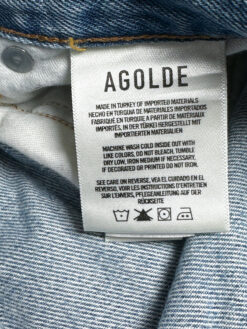 AGOLDE
MADE IN TURKEY OF IMPORTED MATERIALS
HECHO EN TURQUIA DE MATERIALES IMPORTADOS
FABRIQUÉ EN TURQUIE A PARTIR DE MATERIAUX
IMPORTÉS, IN DER TÜRKEI HERGESTELLT MIT
IMPORTIERTEN MATERIALIEN
MACHINE WASH COLD INSIDE OUT WITH
LIKE COLORS, DO NOT BLEACH, TUMBLE
DRY LOW, IRON MEDIUM IF NECESSARY.
IF DECORATED OR PRINTED DO NOT IRON.
SEE CARE ON REVERSE, VEA EL CUIDADO EN EL
REVERSO, VOIR LES INSTRUCTIONS D'ENTRETIEN
SUR L'ENVERS, PFLEGEANLEITUNG AUF DER
RÜCKSEITE